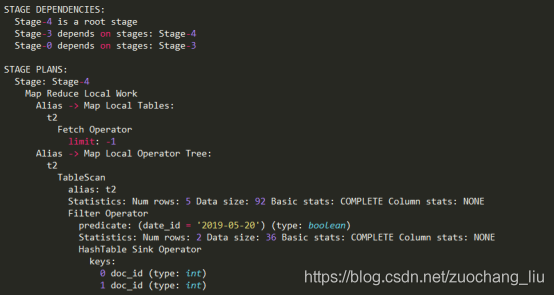 STAGE DEPENDENCIES:
  Stage-4 is a root stage
  Stage-3 depends on stages: Stage-4
  Stage-0 depends on stages: Stage-3

STAGE PLANS:
  Stage: Stage-4
    Map Reduce Local Work
      Alias -> Map Local Tables:
        t2
          Fetch Operator
            limit: -1
      Alias -> Map Local Operator Tree:
        t2
          TableScan
            alias: t2
            Statistics: Num rows: 5 Data size: 92 Basic stats: COMPLETE Column stats: NONE
            Filter Operator
              predicate: (date_id = '2019-05-20') (type: boolean)
              Statistics: Num rows: 2 Data size: 36 Basic stats: COMPLETE Column stats: NONE
              HashTable Sink Operator
                keys:
                  0 doc_id (type: int)
                  1 doc_id (type: int)
https://blog.csdn.net/zuochang_liu